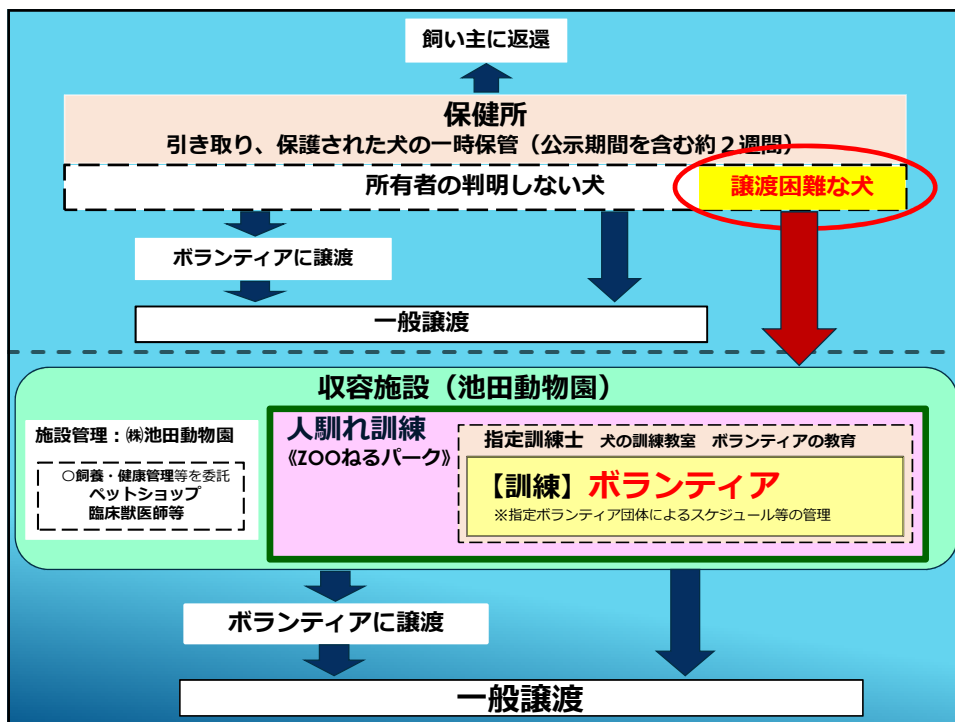 飼い主に返還
保健所
引き取り、保護された犬の一時保管（公示期間を含む約２週間）
所有者の判明しない犬
譲渡困難な犬
ボランティアに譲渡
一般譲渡
収容施設（池田動物園）
施設管理：㈱池田動物園
○飼養・健康管理等を委託
ペットショップ
臨床獣医師等
人馴れ訓練
《ZOOねるパーク》
指定訓練士　犬の訓練教室　ボランティアの教育
【訓練】ボランティア
※指定ボランティア団体によるスケジュール等の管理
ボランティアに譲渡
一般譲渡